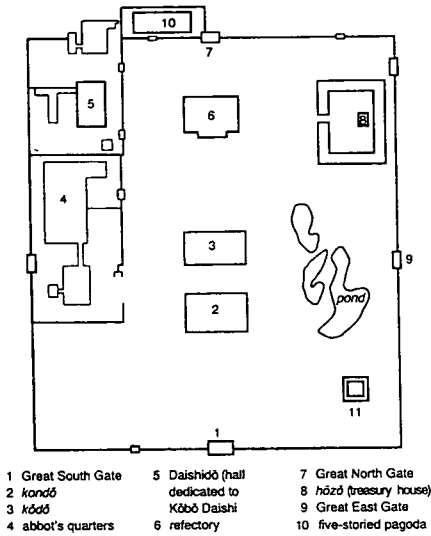 10
7
5
6
8
4
3
9
pond
2
11
1
1 Great South Gate
2 kondō
3 kōdō
4 abbot's quarters
5 Daishidō (hall
dedicated to
Kōbō Daishi
6 refectory
7 Great North Gate
8 hōzō (treasury house)
9 Great East Gate
10 five-storied pagoda